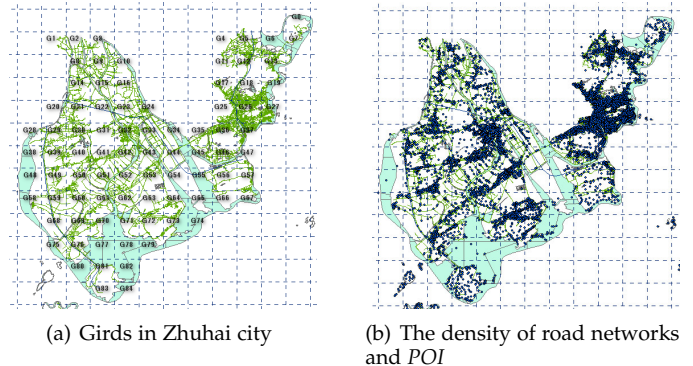 G1 G2 G3 G4 G5 G6 G7
G8
G9 G10 G11 G12
G14 G15 G16 G17 G18 G19
G20 G21 G22 G23 G24 G25 G26 G27
G28 G29 G30 G31 G32 G33 G34 G35 G36 G37
G38 G39 G40 G41 G42 G43 G44 G45 G46 G47
G48 G49 G50 G51 G52 G53 G54 G55 G56 G57
G58 G59 G60 G61 G62 G63 G64 G65 G66 G67
G68 G69 G70 G71 G72 G73 G74
G75 G76 G77 G78 G79
G80 G81 G82
G83 G84
(a) Girds in Zhuhai city
(b) The density of road networks
and POI